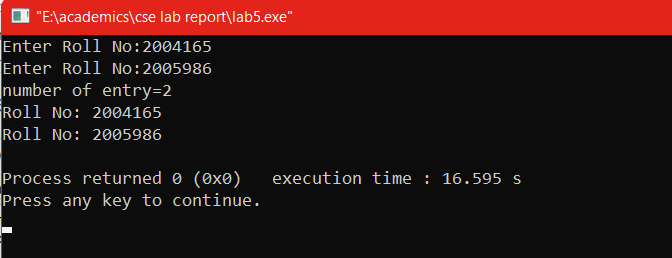 "E:\academics\cse lab report\lab5.exe"
Enter Roll No:2004165
Enter Roll No:2005986
number of entry=2
Roll No: 2004165
Roll No: 2005986
Process returned 0 (0x0)   execution time : 16.595 s
Press any key to continue.